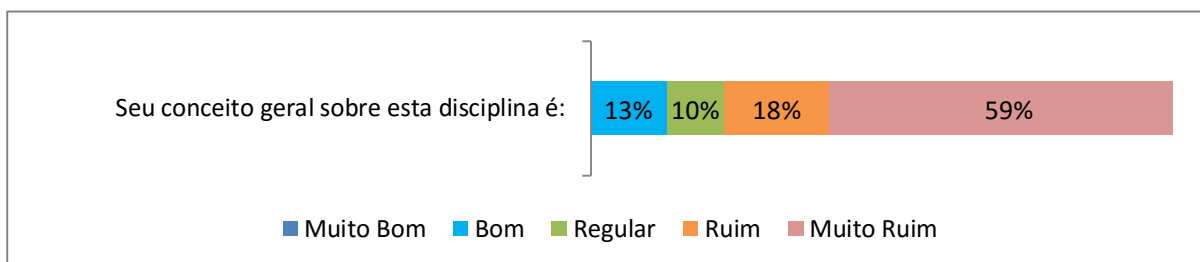 Seu conceito geral sobre esta disciplina é: 13% 10% 18% 59%
Muito Bom Bom Regular Ruim Muito Ruim